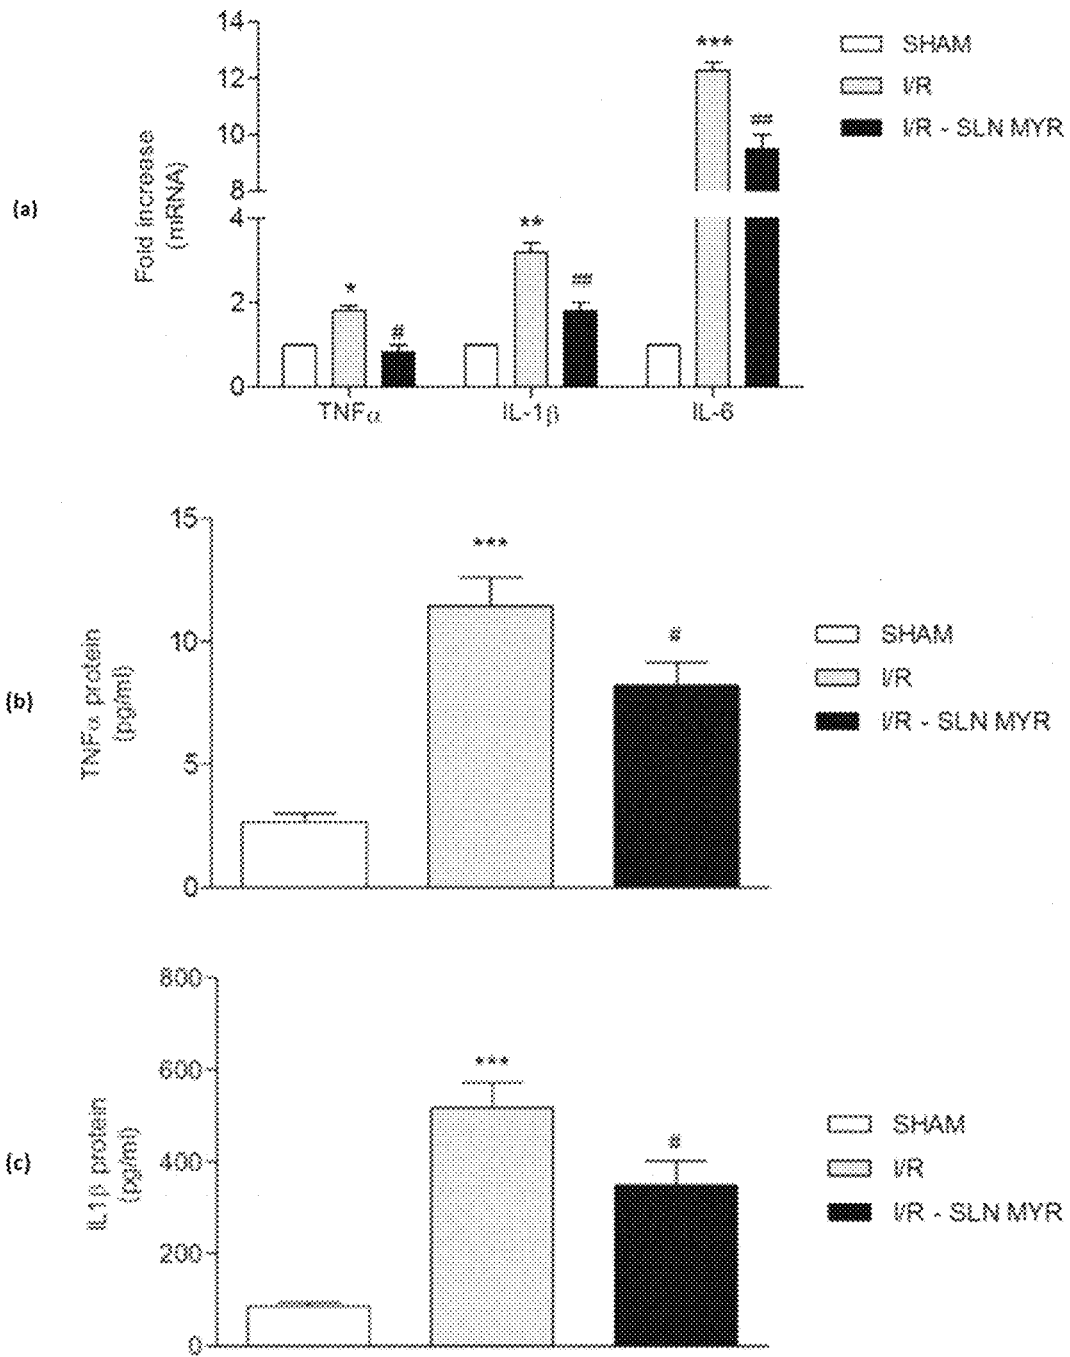 14
12
10
8
4
2
0
Fold increase
(mRNA)
(a)
***
##
**
##
*
#
TNFα
IL-1β
IL-6
SHAM
I/R
I/R - SLN MYR
15
10
5
0
TNFα protein
(pg/ml)
(b)
***
#
SHAM
I/R
I/R - SLN MYR
800
600
400
200
0
IL1β protein
(pg/ml)
(c)
***
#
SHAM
I/R
I/R - SLN MYR